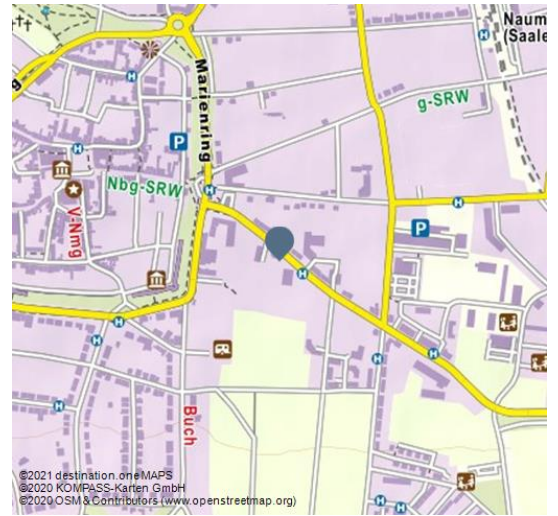 Naum
(Saale
g-SRW
Marienring
g
P
H
Nbg-SRW
V-Nmg
Buch
©2021 destination.one MAPS
©2020 KOMPASS-Karten GmbH
©2020 OSM & Contributors (www.openstreetmap.org)